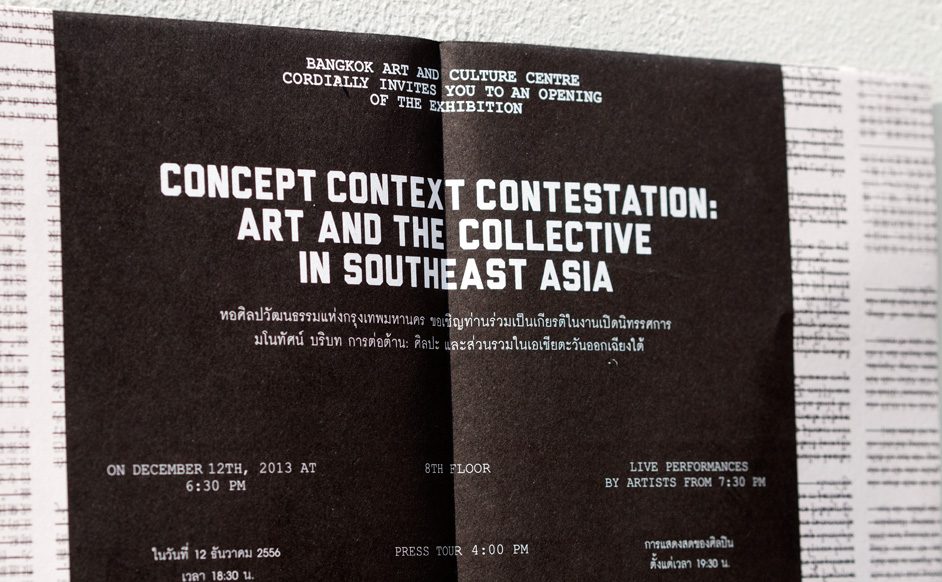 BANGKOK ART AND CULTURE CENTRE
CORDIALLY INVITES YOU TO AN OPENING
OF THE EXHIBITION
CONCEPT CONTEXT CONTESTATION:
ART AND THE COLLECTIVE
IN SOUTHEAST ASIA
หอศิลปวัฒนธรรมแห่งกรุงเทพมหานคร ขอเชิญท่านร่วมเป็นเกียรติในงานเปิดนิทรรศการ
มโนทัศน์ บริบท การต่อต้าน: ศิลปะ และส่วนรวมในเอเชียตะวันออกเฉียงใต้
ON DECEMBER 12TH, 2013 AT
6:30 PM
8TH FLOOR
LIVE PERFORMANCES
BY ARTISTS FROM 7:30 PM
ในวันที่ 12 ธันวาคม 2556
เวลา 18:30 น.
PRESS TOUR 4:00 PM
การแสดงสดของศิลปิน
ตั้งแต่เวลา 19:30 น.